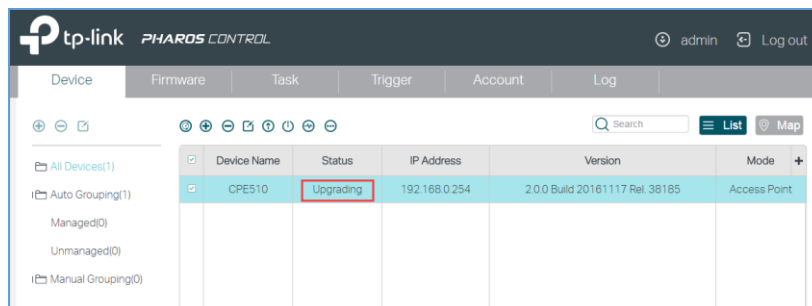 tp-link PHAROS CONTROL admin Log out
Device Firmware Task Trigger Account Log
Search List Map
All Devices(1)
Auto Grouping(1)
Managed(0)
Unmanaged(0)
Manual Grouping(0)
Device Name Status IP Address Version Mode +
CPE510 Upgrading 192.168.0.254 2.0.0 Build 20161117 Rel. 38185 Access Point